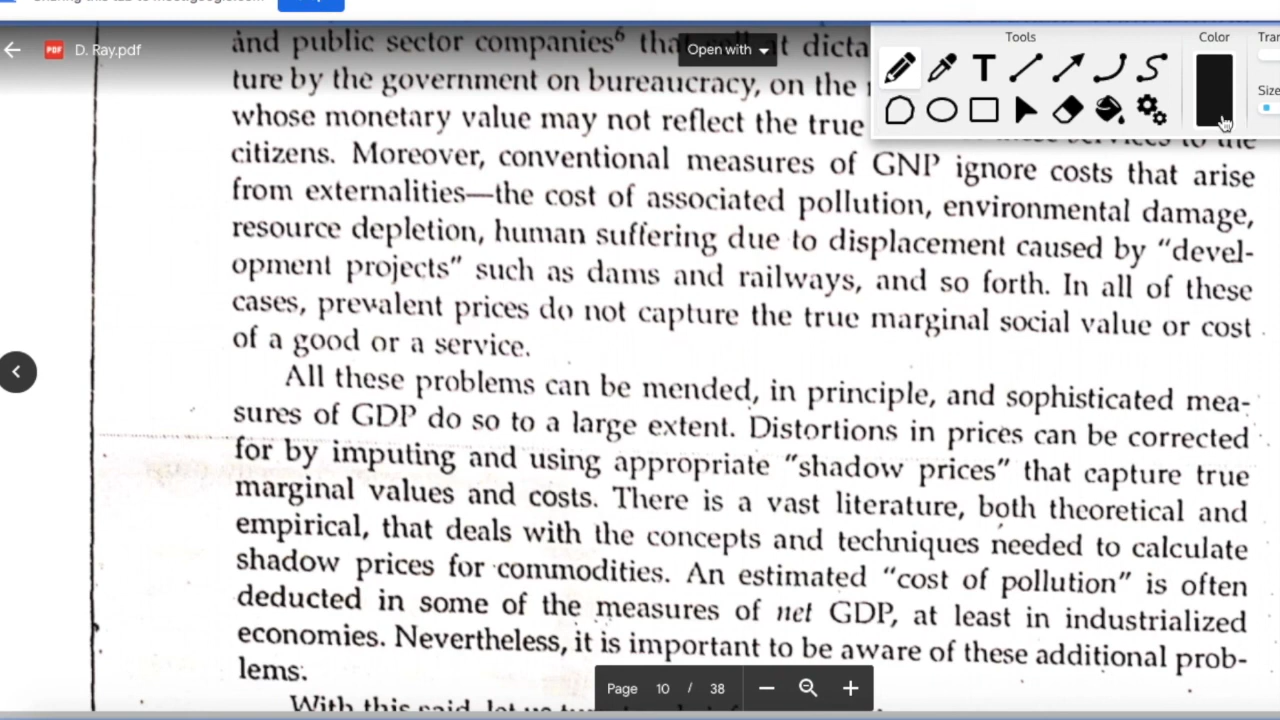 D. Ray.pdf
Open with
Tools
Color
and public sector companies⁶ that
ture by the government on bureaucracy, on the
whose monetary value may not reflect the true
citizens. Moreover, conventional measures of GNP ignore costs that arise
from externalities—the cost of associated pollution, environmental damage,
resource depletion, human suffering due to displacement caused by "devel-
opment projects" such as dams and railways, and so forth. In all of these
cases, prevalent prices do not capture the true marginal social value or cost
of a good or a service.
All these problems can be mended, in principle, and sophisticated mea-
sures of GDP do so to a large extent. Distortions in prices can be corrected
for by imputing and using appropriate "shadow prices" that capture true
marginal values and costs. There is a vast literature, both theoretical and
empirical, that deals with the concepts and techniques needed to calculate
shadow prices for commodities. An estimated "cost of pollution" is often
deducted in some of the measures of net GDP, at least in industrialized
economies. Nevertheless, it is important to be aware of these additional prob-
lems.
Page 10 / 38